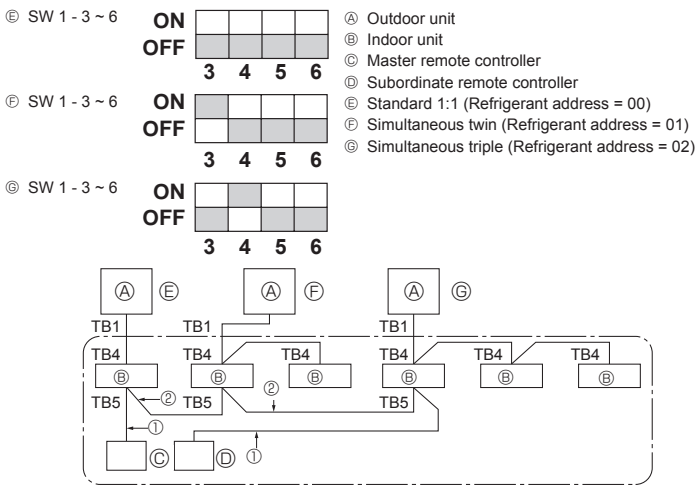 Ⓔ SW 1 - 3 ~ 6
ON
OFF
3 4 5 6
Ⓕ SW 1 - 3 ~ 6
ON
OFF
3 4 5 6
Ⓖ SW 1 - 3 ~ 6
ON
OFF
3 4 5 6
Ⓐ Outdoor unit
Ⓑ Indoor unit
Ⓒ Master remote controller
Ⓓ Subordinate remote controller
Ⓔ Standard 1:1 (Refrigerant address = 00)
Ⓕ Simultaneous twin (Refrigerant address = 01)
Ⓖ Simultaneous triple (Refrigerant address = 02)
Ⓐ Ⓔ Ⓐ Ⓕ Ⓐ Ⓖ
TB1 TB1 TB1
TB4 TB4 TB4 TB4 TB4 TB4
Ⓑ Ⓑ Ⓑ Ⓑ Ⓑ Ⓑ
TB5 ② TB5 ② TB5
① Ⓒ Ⓓ ①